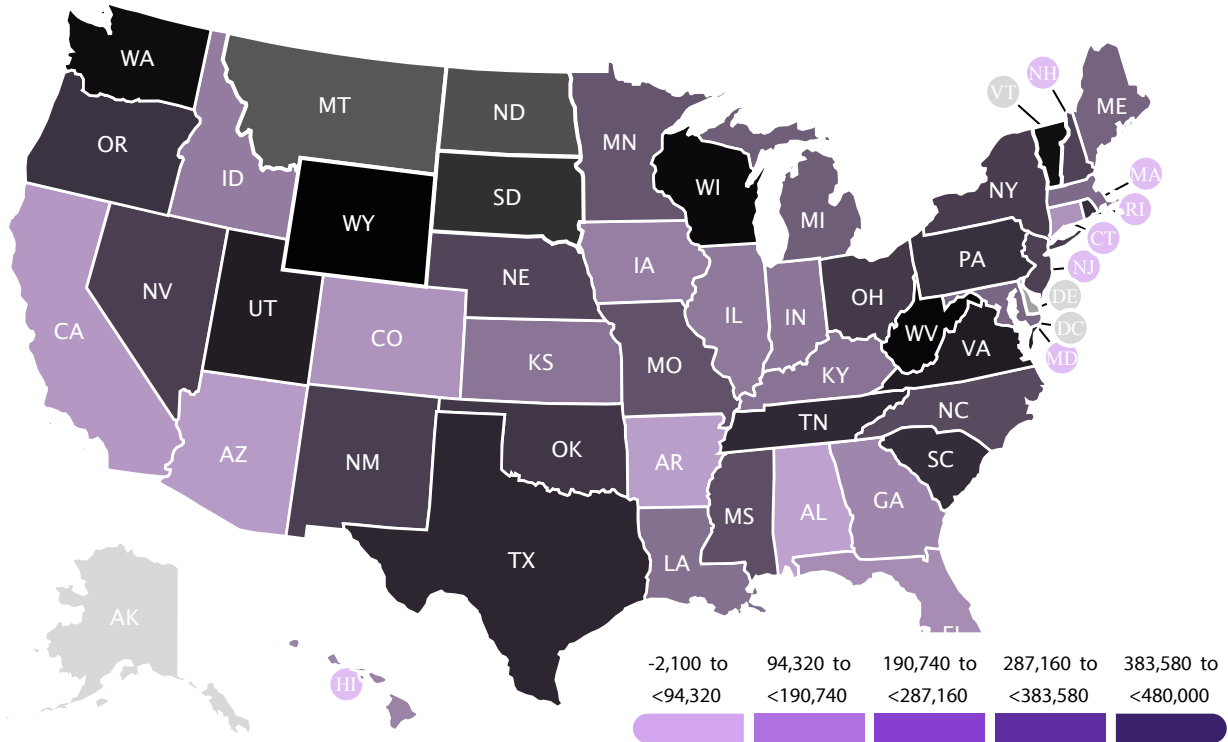 WA
MT
ND
MN
OR
ID
SD
WI
WY
MI
NY
VT
NH
ME
MA
RI
CT
NJ
DE
DC
MD
PA
OH
WV
VA
NE
IA
IL
IN
NV
UT
CO
KS
MO
KY
CA
AZ
NM
OK
AR
TN
NC
SC
MS
AL
GA
LA
TX
AK
HI
FL
-2,100 to
<94,320
94,320 to
<190,740
190,740 to
<287,160
287,160 to
<383,580
383,580 to
<480,000